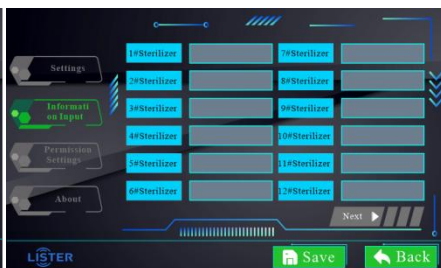 Settings
Informati
on Input
Permission
Settings
About
1#Sterilizer
7#Sterilizer
2#Sterilizer
8#Sterilizer
3#Sterilizer
9#Sterilizer
4#Sterilizer
10#Sterilizer
5#Sterilizer
11#Sterilizer
6#Sterilizer
12#Sterilizer
Next
LISTER
Save
Back